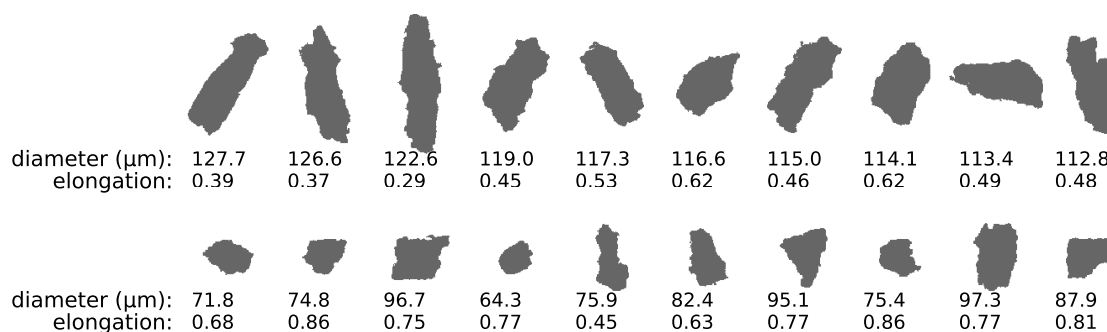 diameter (µm): 127.7 126.6 122.6 119.0 117.3 116.6 115.0 114.1 113.4 112.8
elongation: 0.39 0.37 0.29 0.45 0.53 0.62 0.46 0.62 0.49 0.48
diameter (µm): 71.8 74.8 96.7 64.3 75.9 82.4 95.1 75.4 97.3 87.9
elongation: 0.68 0.86 0.75 0.77 0.45 0.63 0.77 0.86 0.77 0.81